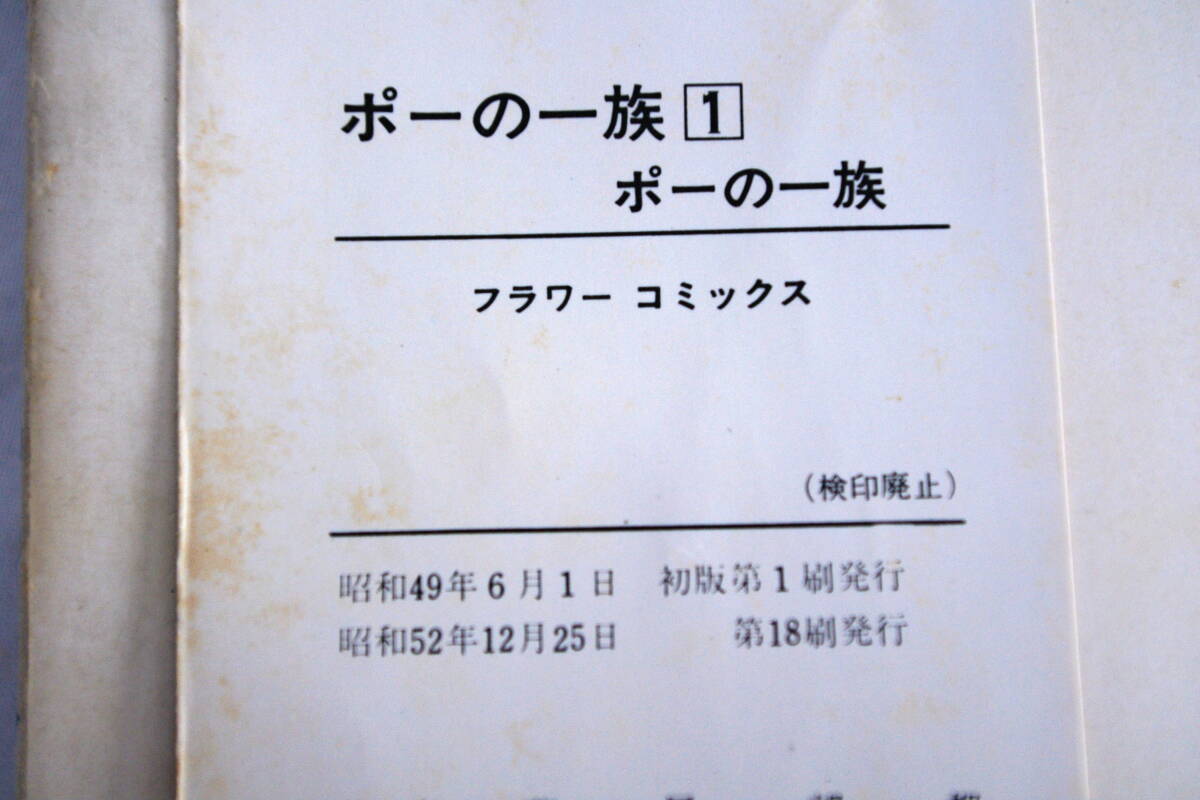 ポーの一族 1
ポーの一族
フラワー コミックス
(検印廃止)
昭和49年6月1日 初版第1刷発行
昭和52年12月25日 第18刷発行